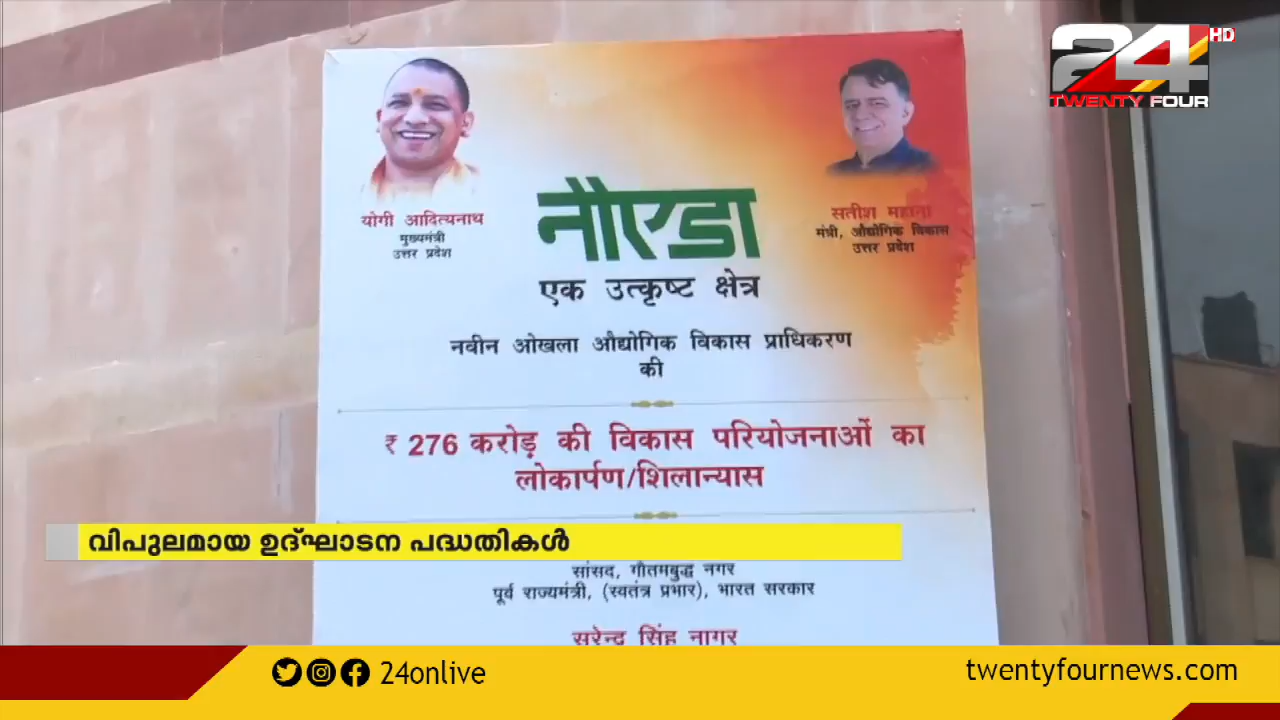 24 HD
TWENTY FOUR
योगी आदित्यनाथ
मुख्यमंत्री
उत्तर प्रदेश
सतीश महाना
मंत्री, औद्योगिक विकास
उत्तर प्रदेश
नौएडा
एक उत्कृष्ट क्षेत्र
नवीन ओखला औद्योगिक विकास प्राधिकरण
की
₹ 276 करोड़ की विकास परियोजनाओं का
लोकार्पण/शिलान्यास
വിപുലമായ ഉദ്ഘാടന പദ്ധതികൾ
सांसद, गौतमबुद्ध नगर
पूर्व राज्यमंत्री, (स्वतंत्र प्रभार), भारत सरकार
सुरेन्द्र सिंह नागर
24onlive
twentyfournews.com